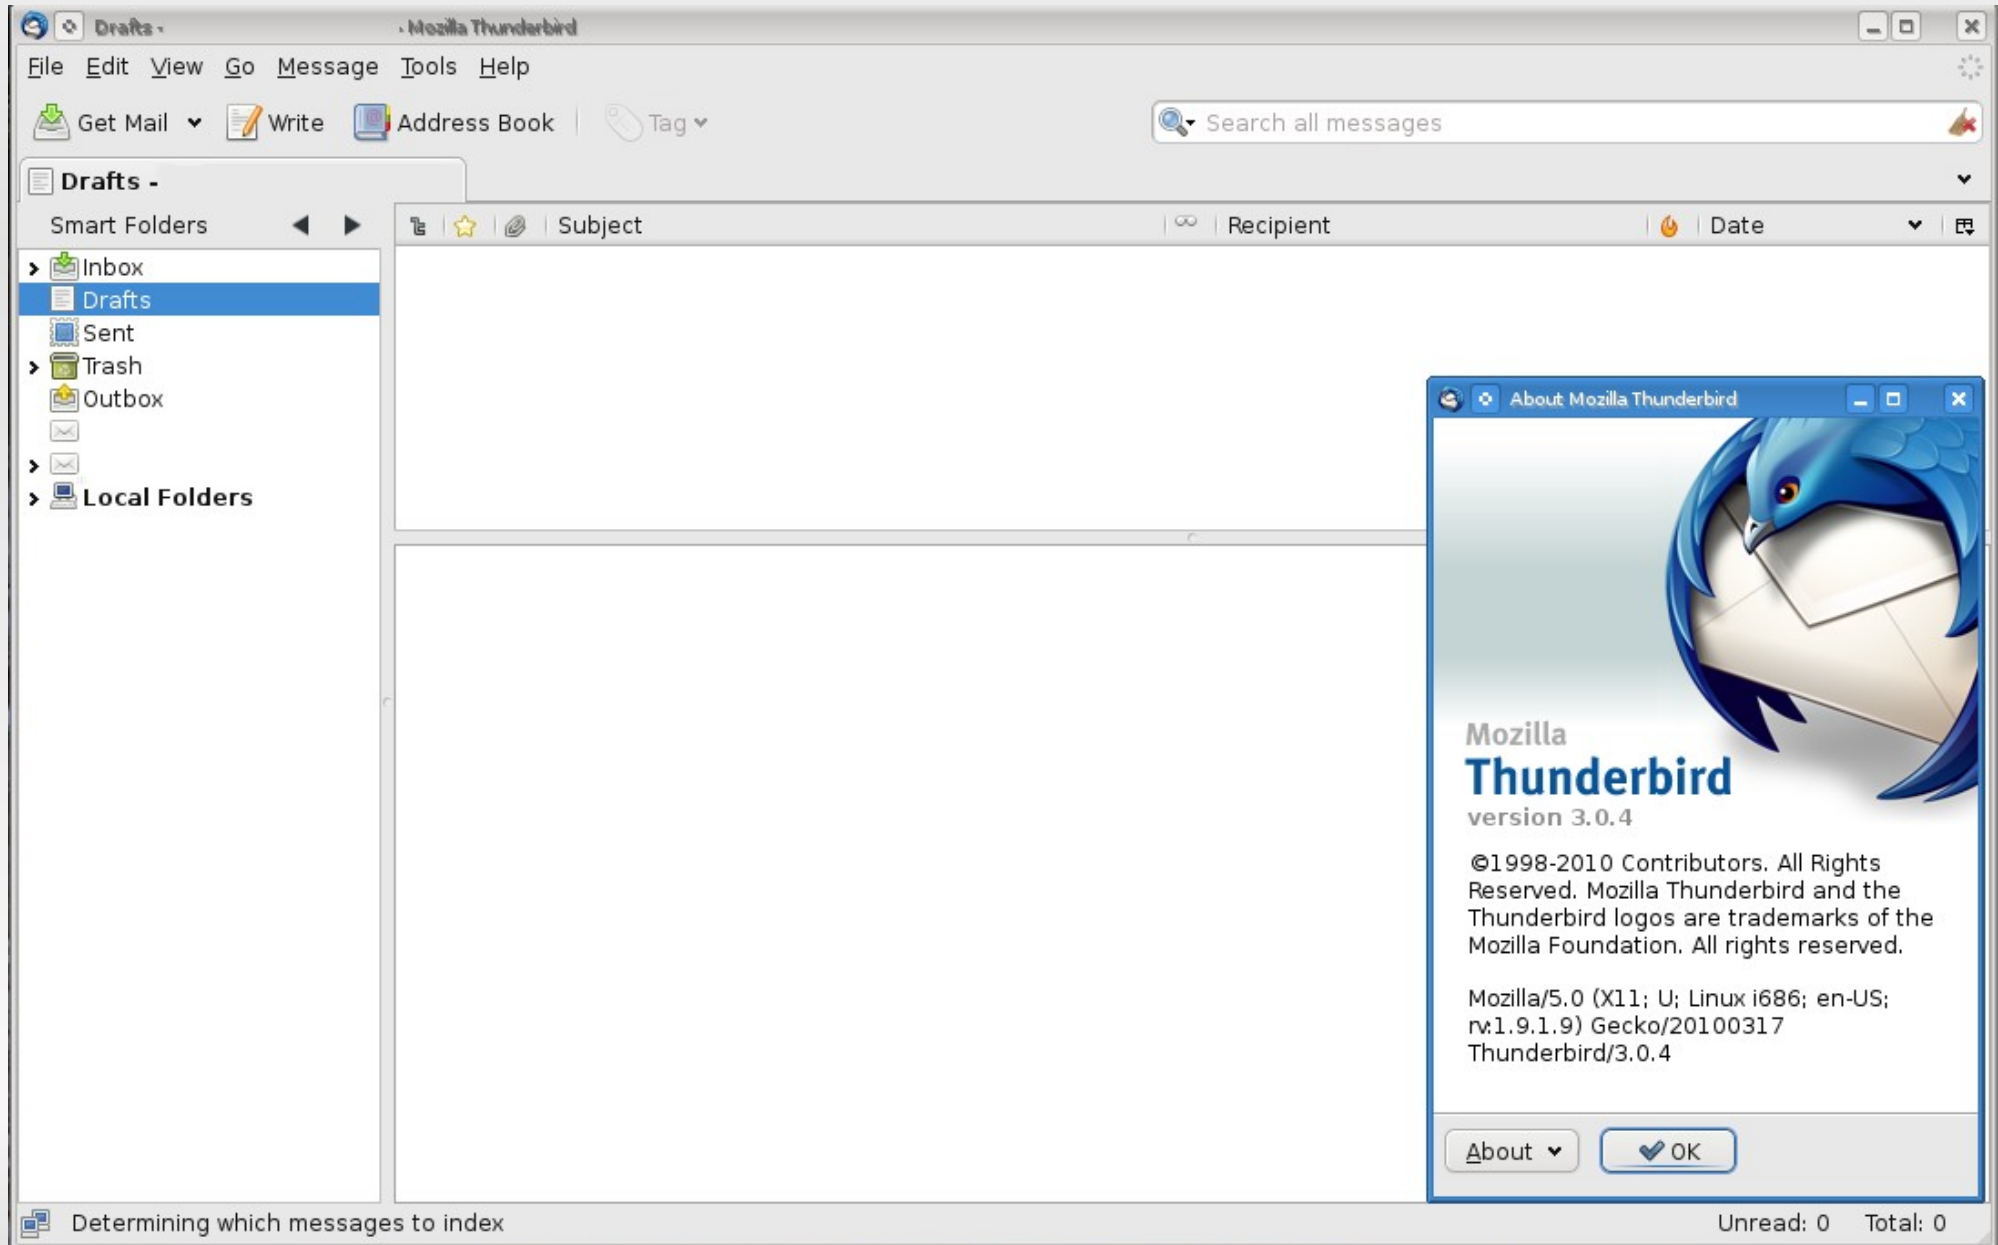 Drafts - - Mozilla Thunderbird
File Edit View Go Message Tools Help
Get Mail Write Address Book Tag Search all messages
Drafts -
Smart Folders Subject Recipient Date
Inbox
Drafts
Sent
Trash
Outbox
Local Folders
About Mozilla Thunderbird
Mozilla
Thunderbird
version 3.0.4
©1998-2010 Contributors. All Rights
Reserved. Mozilla Thunderbird and the
Thunderbird logos are trademarks of the
Mozilla Foundation. All rights reserved.
Mozilla/5.0 (X11; U; Linux i686; en-US;
rv:1.9.1.9) Gecko/20100317
Thunderbird/3.0.4
About OK
Determining which messages to index Unread: 0 Total: 0